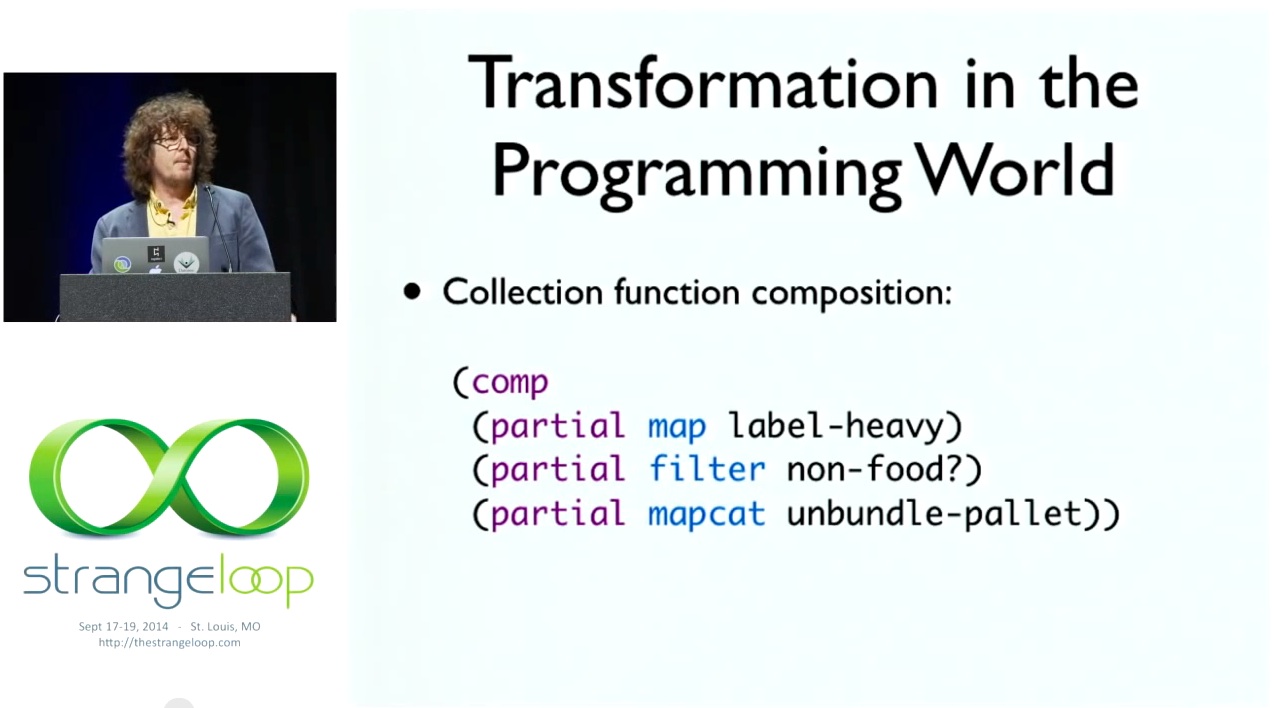 Transformation in the
Programming World
• Collection function composition:
(comp
(partial map label-heavy)
(partial filter non-food?)
(partial mapcat unbundle-pallet))
strangeloop
Sept 17-19, 2014 - St. Louis, MO
http://thestrangeloop.com